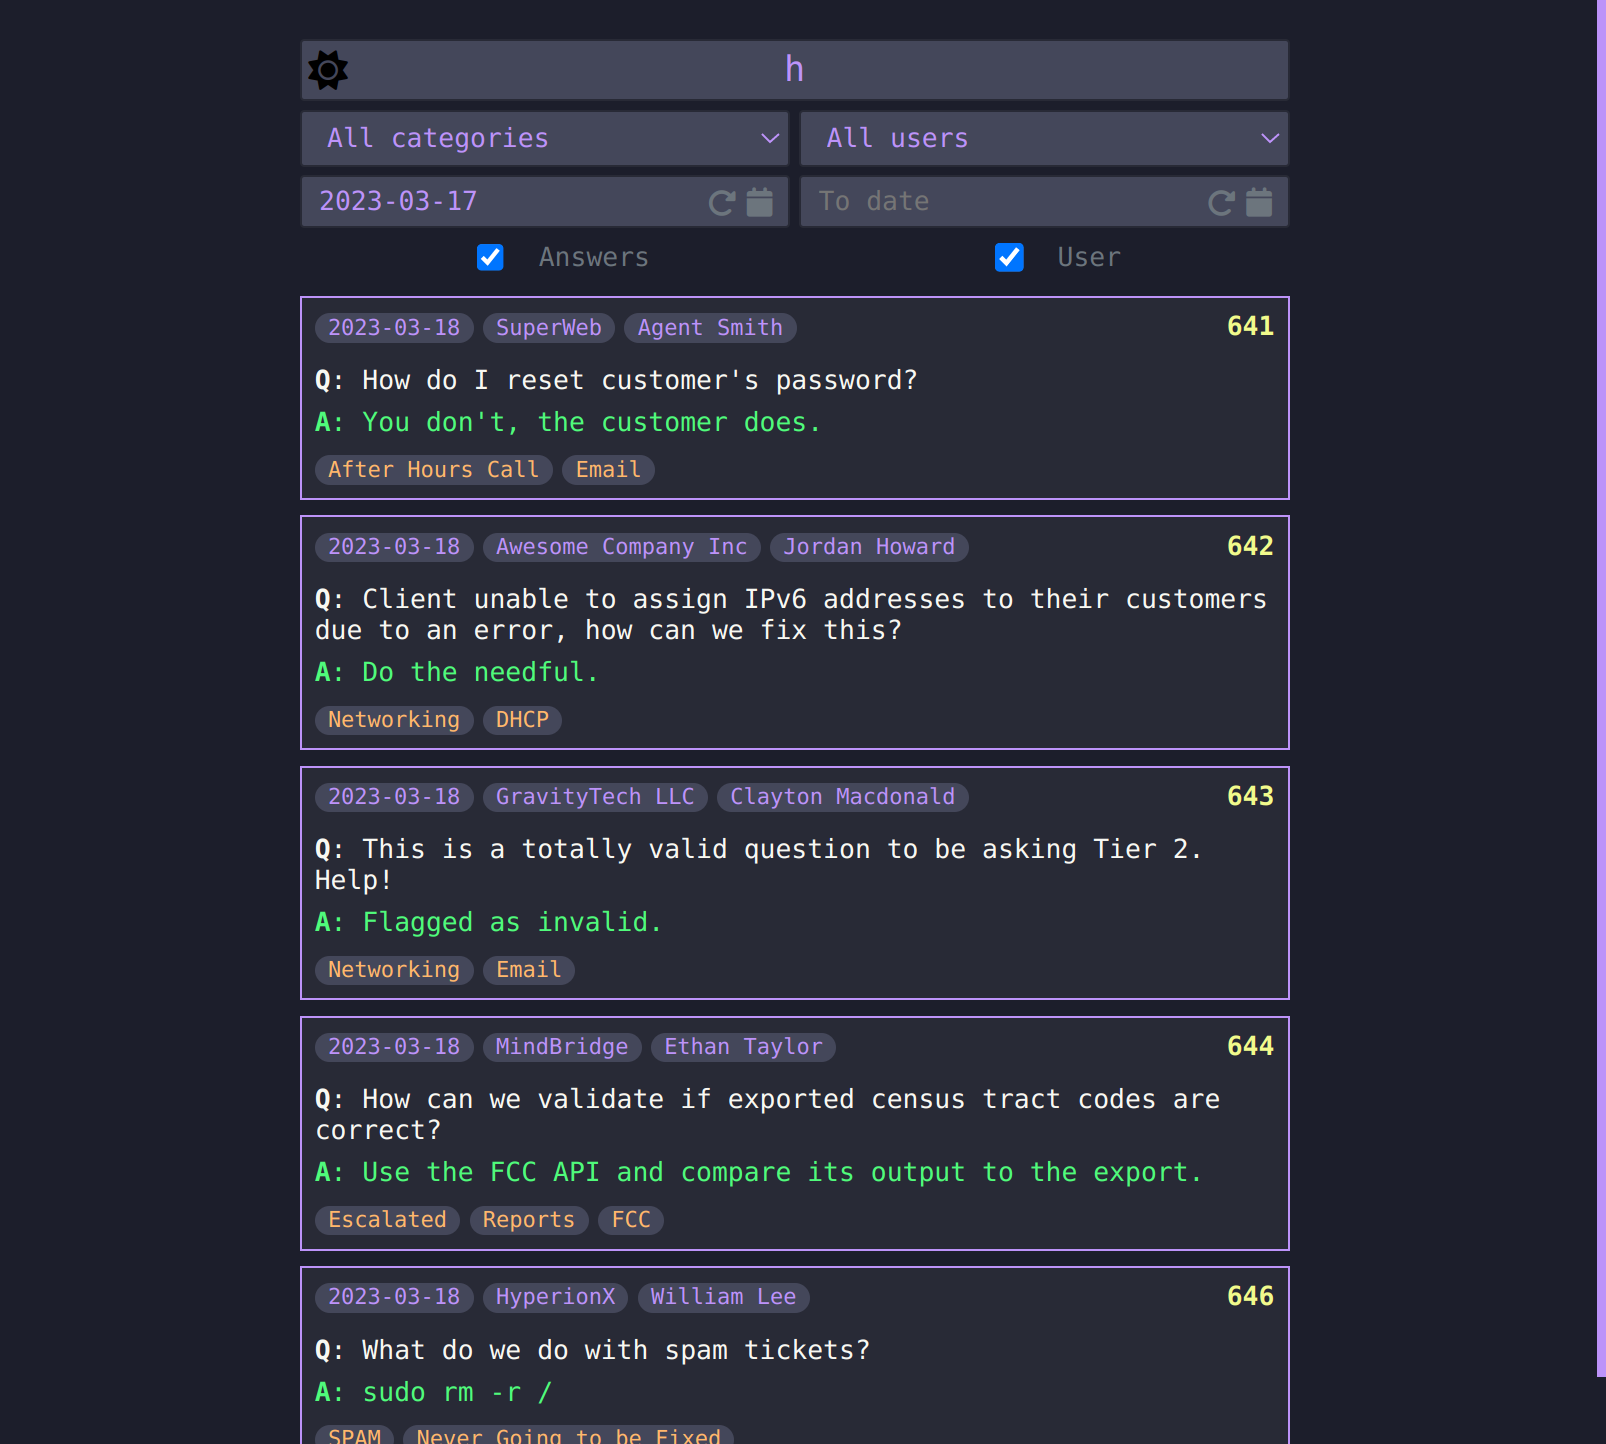 h
All categories All users
2023-03-17 To date
Answers User
2023-03-18 SuperWeb Agent Smith 641
Q: How do I reset customer's password?
A: You don't, the customer does.
After Hours Call Email
2023-03-18 Awesome Company Inc Jordan Howard 642
Q: Client unable to assign IPv6 addresses to their customers
due to an error, how can we fix this?
A: Do the needful.
Networking DHCP
2023-03-18 GravityTech LLC Clayton Macdonald 643
Q: This is a totally valid question to be asking Tier 2.
Help!
A: Flagged as invalid.
Networking Email
2023-03-18 MindBridge Ethan Taylor 644
Q: How can we validate if exported census tract codes are
correct?
A: Use the FCC API and compare its output to the export.
Escalated Reports FCC
2023-03-18 HyperionX William Lee 646
Q: What do we do with spam tickets?
A: sudo rm -r /
SPAM Never Going to be Fixed